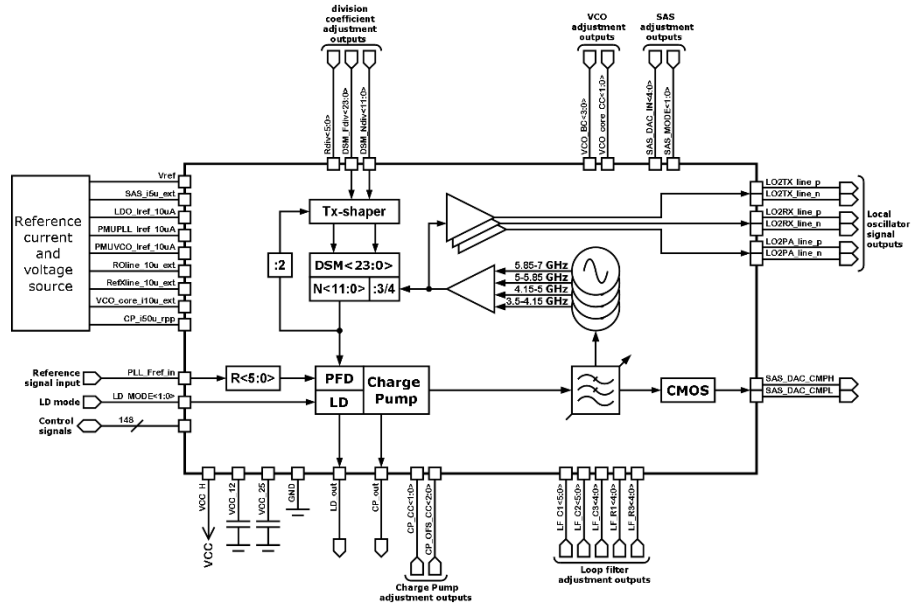 division
coefficient
adjustment
outputs
VCO
adjustment
outputs
SAS
adjustment
outputs
Rdiv<5:0>
DSM_Fdiv<23:0>
DSM_Ndiv<11:0>
VCO_BC<3:0>
VCO_core_CC<1:0>
SAS_DAC_IN<4:0>
SAS_MODE<1:0>
Reference
current
and
voltage
source
Vref
SAS_i5u_ext
LDO_Iref_10uA
PMUPLL_Iref_10uA
PMUVCO_Iref_10uA
ROline_10u_ext
RefXline_10u_ext
VCO_core_i10u_ext
CP_i50u_rpp
Tx-shaper
:2
DSM<23:0>
N<11:0>
:3/4
5.85-7 GHz
5-5.85 GHz
4.15-5 GHz
3.5-4.15 GHz
LO2TX_line_p
LO2TX_line_n
LO2RX_line_p
LO2RX_line_n
LO2PA_line_p
LO2PA_line_n
Local
oscillator
signal
outputs
Reference
signal input
PLL_Fref_in
LD mode
LD_MODE<1:0>
Control
signals
148
R<5:0>
PFD
LD
Charge
Pump
CMOS
SAS_DAC_CMPH
SAS_DAC_CMPL
VCC_H
VCC
VCC_12
VCC_25
GND
LD_out
CP_out
CP_CC<1:0>
CP_OFS_CC<2:0>
Charge Pump
adjustment outputs
LF_C1<5:0>
LF_C2<5:0>
LF_C3<4:0>
LF_R1<4:0>
LF_R3<4:0>
Loop filter
adjustment outputs